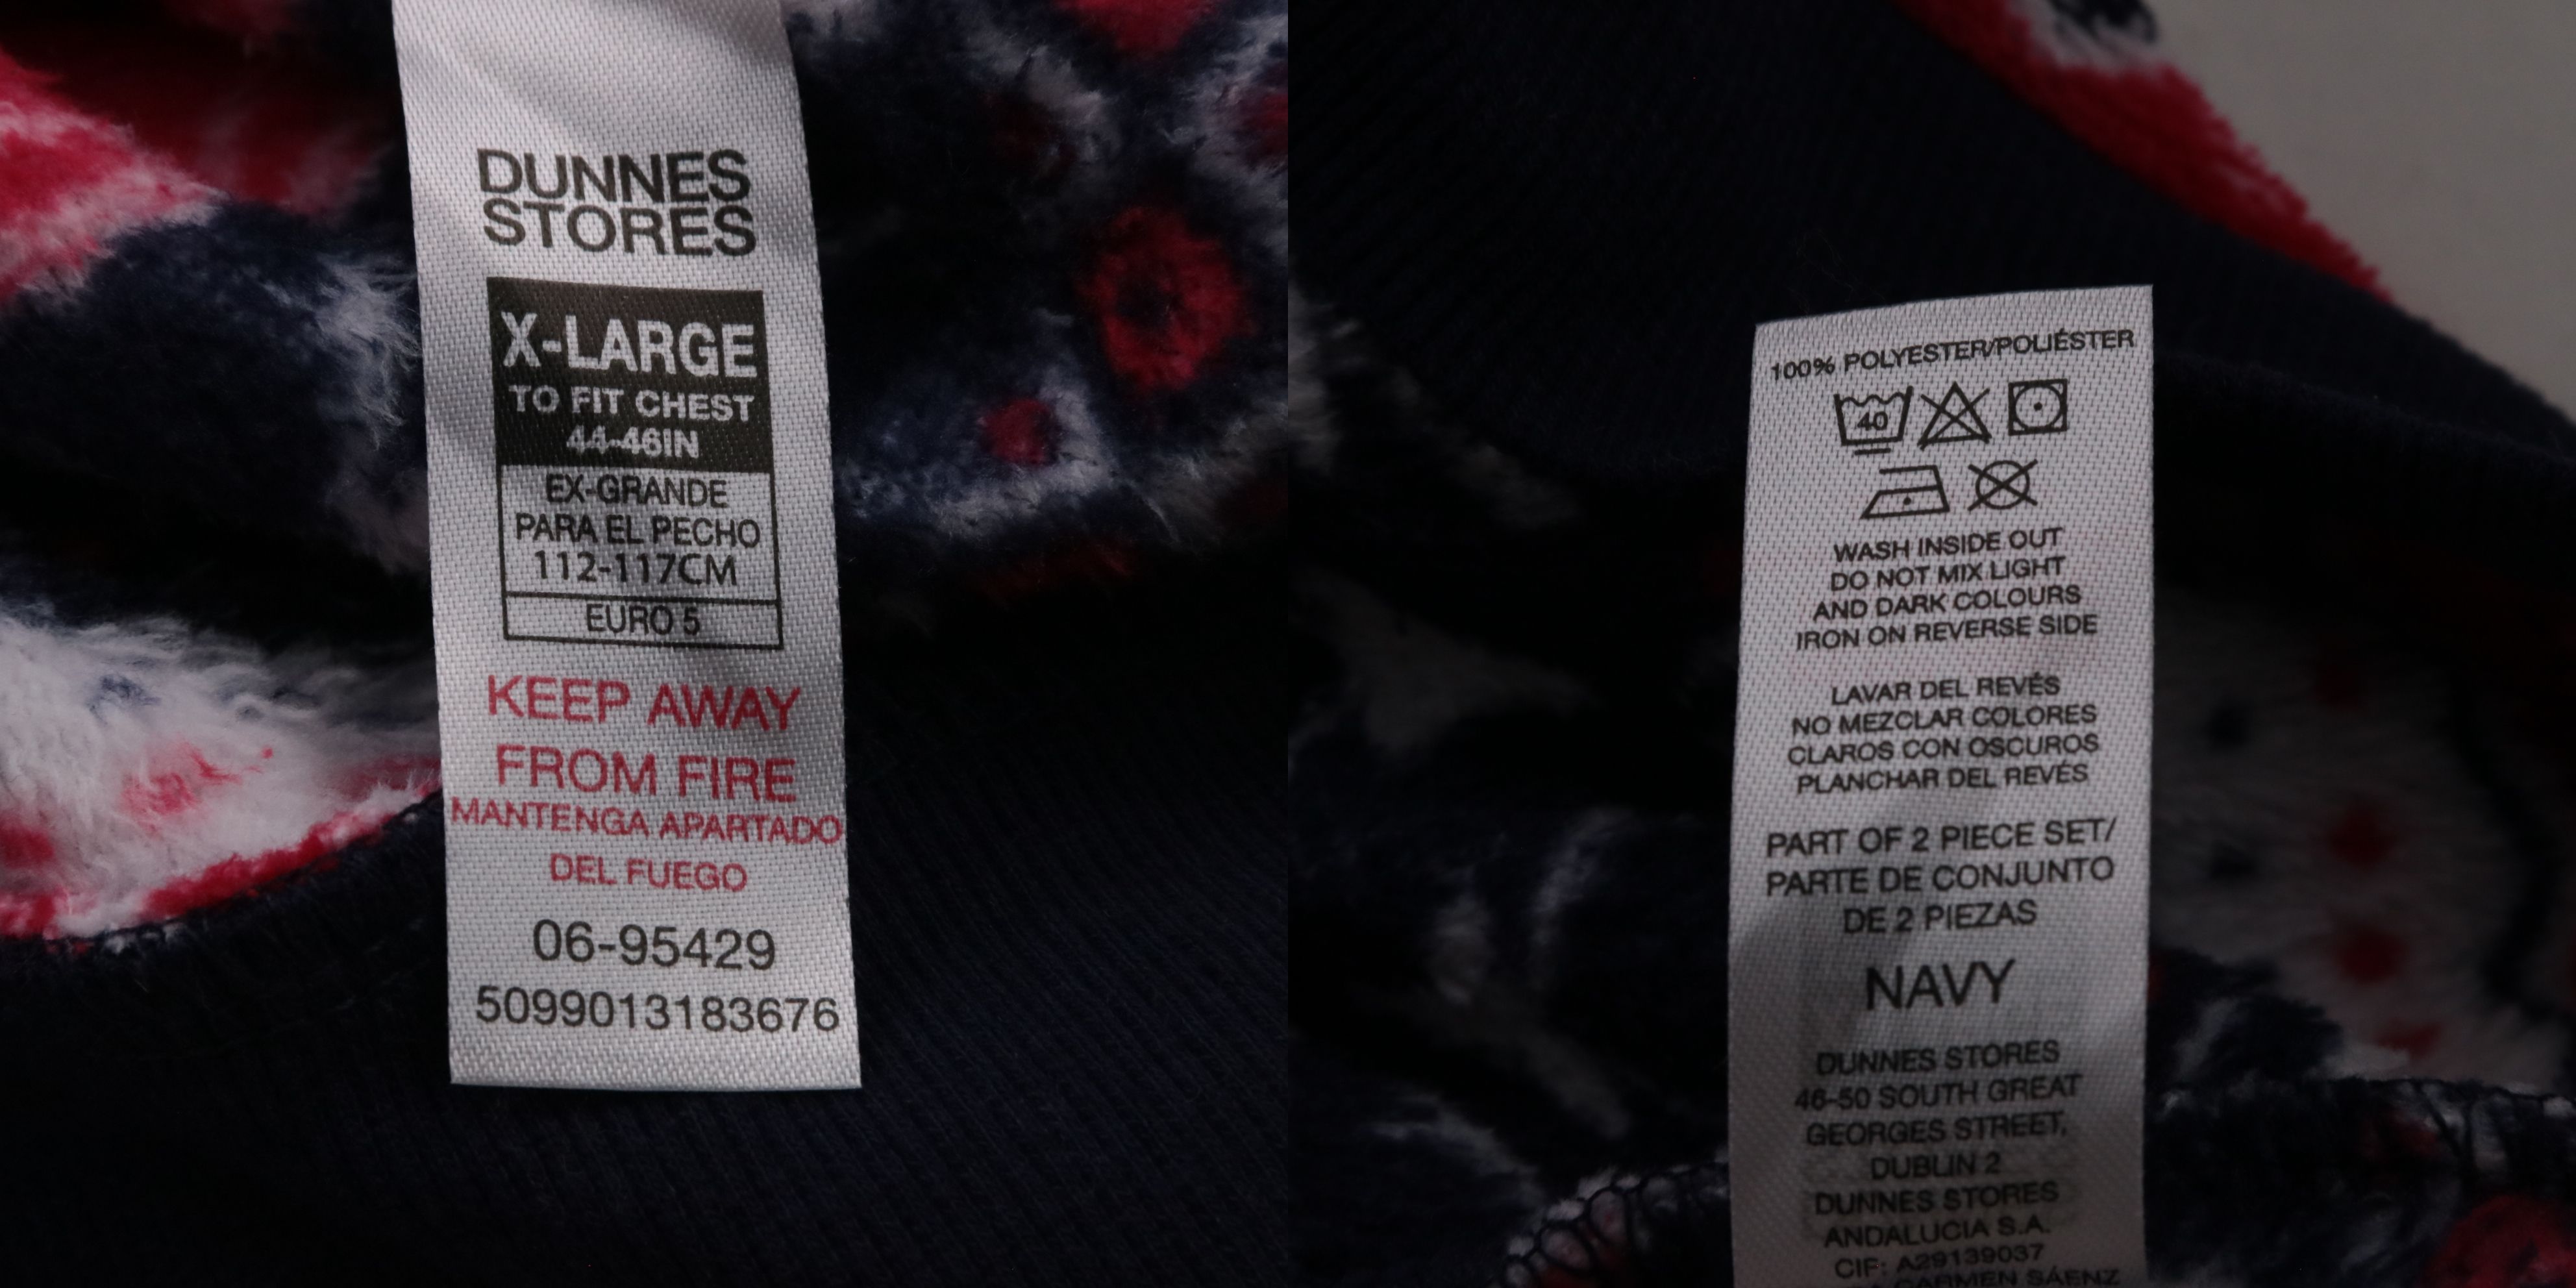 DUNNES
STORES
X-LARGE
TO FIT CHEST
44-46IN
EX-GRANDE
PARA EL PECHO
112-117CM
EURO 5
KEEP AWAY
FROM FIRE
MANTENGA APARTADO
DEL FUEGO
06-95429
5099013183676
100% POLYESTER/POLIÉSTER
40
WASH INSIDE OUT
DO NOT MIX LIGHT
AND DARK COLOURS
IRON ON REVERSE SIDE
LAVAR DEL REVÉS
NO MEZCLAR COLORES
CLAROS CON OSCUROS
PLANCHAR DEL REVÉS
PART OF 2 PIECE SET/
PARTE DE CONJUNTO
DE 2 PIEZAS
NAVY
DUNNES STORES
46-50 SOUTH GREAT
GEORGES STREET,
DUBLIN 2
DUNNES STORES
ANDALUCIA S.A.
CIF: A29139037
CARMEN SÁENZ